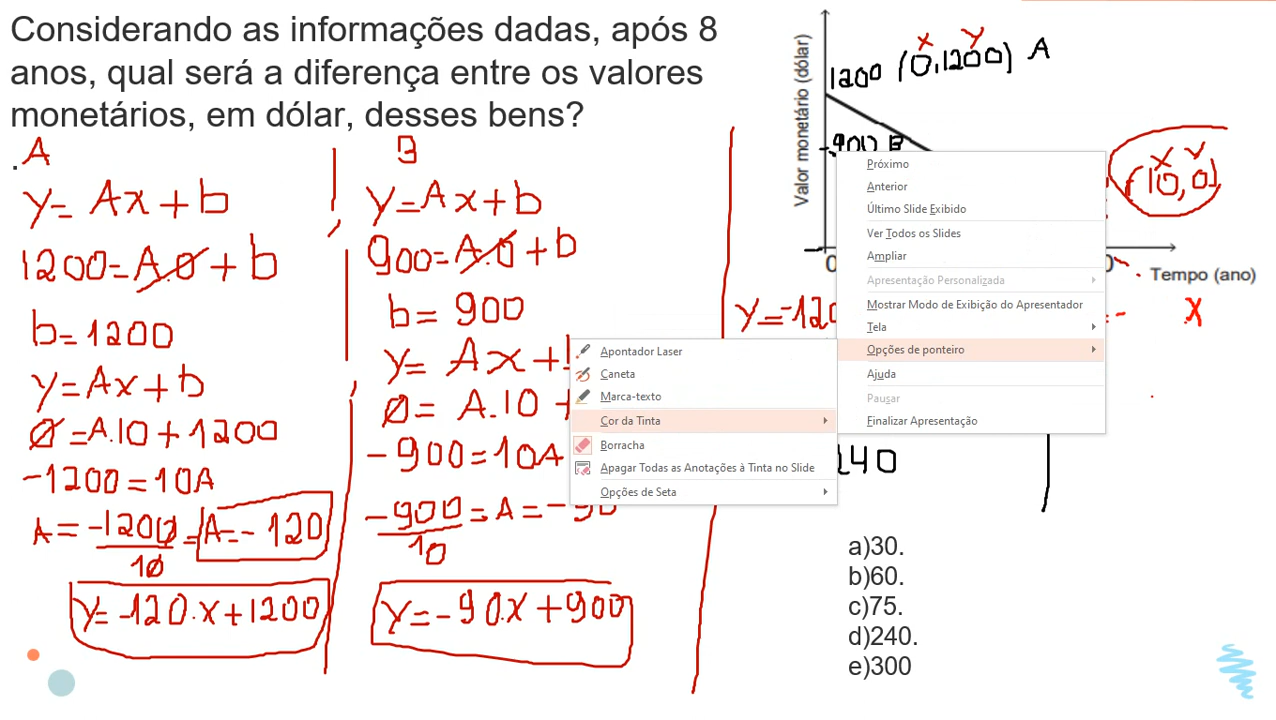 Considerando as informações dadas, após 8
anos, qual será a diferença entre os valores
monetários, em dólar, desses bens?
. A
y= Ax+b
1200=A.0+b
b=1200
y=Ax+b
0=A.10+1200
-1200=10A
A=-1200/10=A=-120
y=-120.x+1200
B
y=Ax+b
900=A.0+b
b=900
y=Ax+
0=A.10+
-900=10A
-900/10=A=-90
y=-90.x+900
Valor monetário (dólar)
x y
1200 (0,1200) A
900 B
x y
(10,0)
0
0
Tempo (ano)
x
y=-120
240
Próximo
Anterior
Último Slide Exibido
Ver Todos os Slides
Ampliar
Apresentação Personalizada
Mostrar Modo de Exibição do Apresentador
Tela
Opções de ponteiro
Ajuda
Pausar
Finalizar Apresentação
Apontador Laser
Caneta
Marca-texto
Cor da Tinta
Borracha
Apagar Todas as Anotações à Tinta no Slide
Opções de Seta
a)30.
b)60.
c)75.
d)240.
e)300